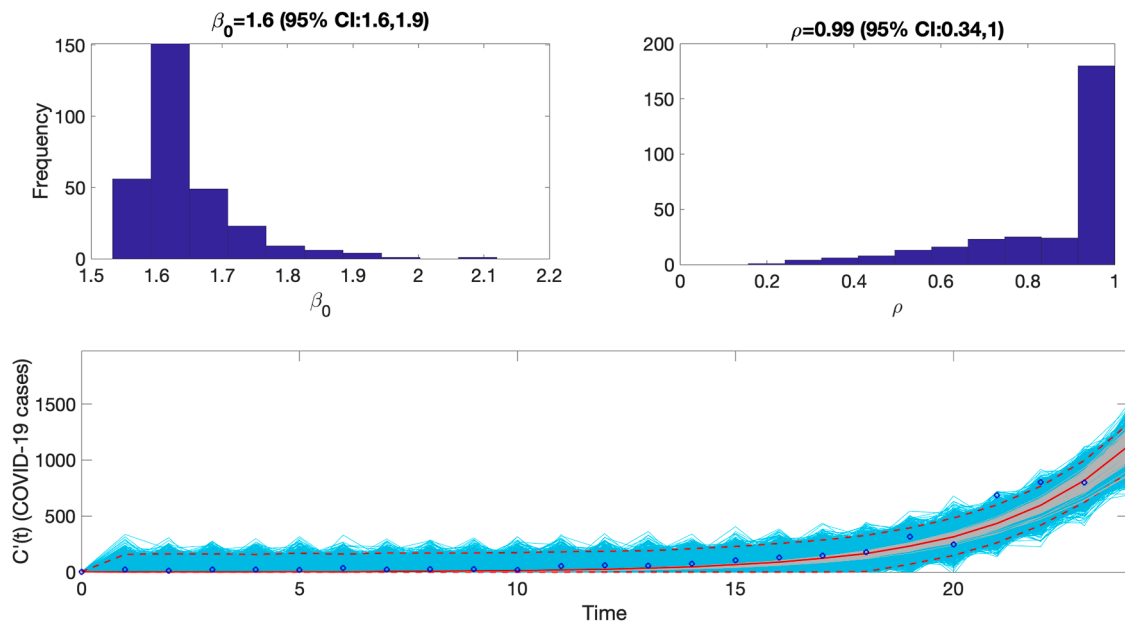 β0=1.6 (95% CI:1.6,1.9)
150
100
50
0
Frequency
1.5 1.6 1.7 1.8 1.9 2 2.1 2.2
β0
ρ=0.99 (95% CI:0.34,1)
200
150
100
50
0
0 0.2 0.4 0.6 0.8 1
ρ
C'(t) (COVID-19 cases)
1500
1000
500
0
0 5 10 15 20
Time